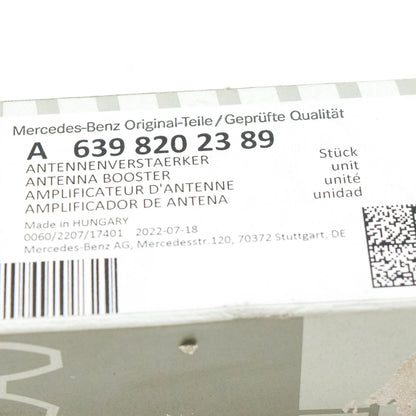 Mercedes-Benz Original-Teile/Geprüfte Qualität
A 639 820 23 89
ANTENNENVERSTAERKER Stück
ANTENNA BOOSTER unit
AMPLIFICATEUR D'ANTENNE unité
AMPLIFICADOR DE ANTENA unidad
Made in HUNGARY
0060/2207/17401 2022-07-18
Mercedes-Benz AG, Mercedesstr.120, 70372 Stuttgart, DE